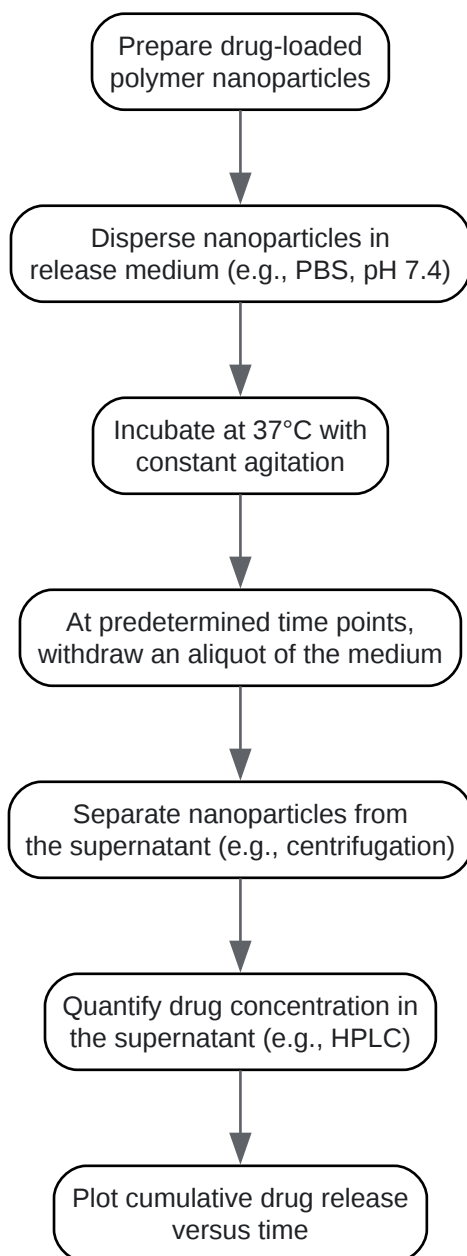 Prepare drug-loaded
polymer nanoparticles
Disperse nanoparticles in
release medium (e.g., PBS, pH 7.4)
Incubate at 37°C with
constant agitation
At predetermined time points,
withdraw an aliquot of the medium
Separate nanoparticles from
the supernatant (e.g., centrifugation)
Quantify drug concentration in
the supernatant (e.g., HPLC)
Plot cumulative drug release
versus time